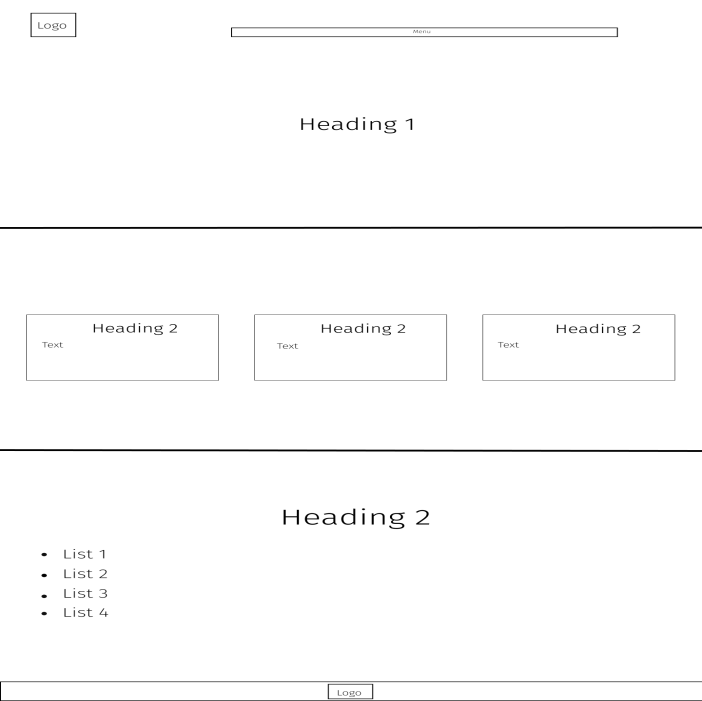 Logo
Menu
Heading 1
Heading 2
Text
Heading 2
Text
Heading 2
Text
Heading 2
List 1
List 2
List 3
List 4
Logo